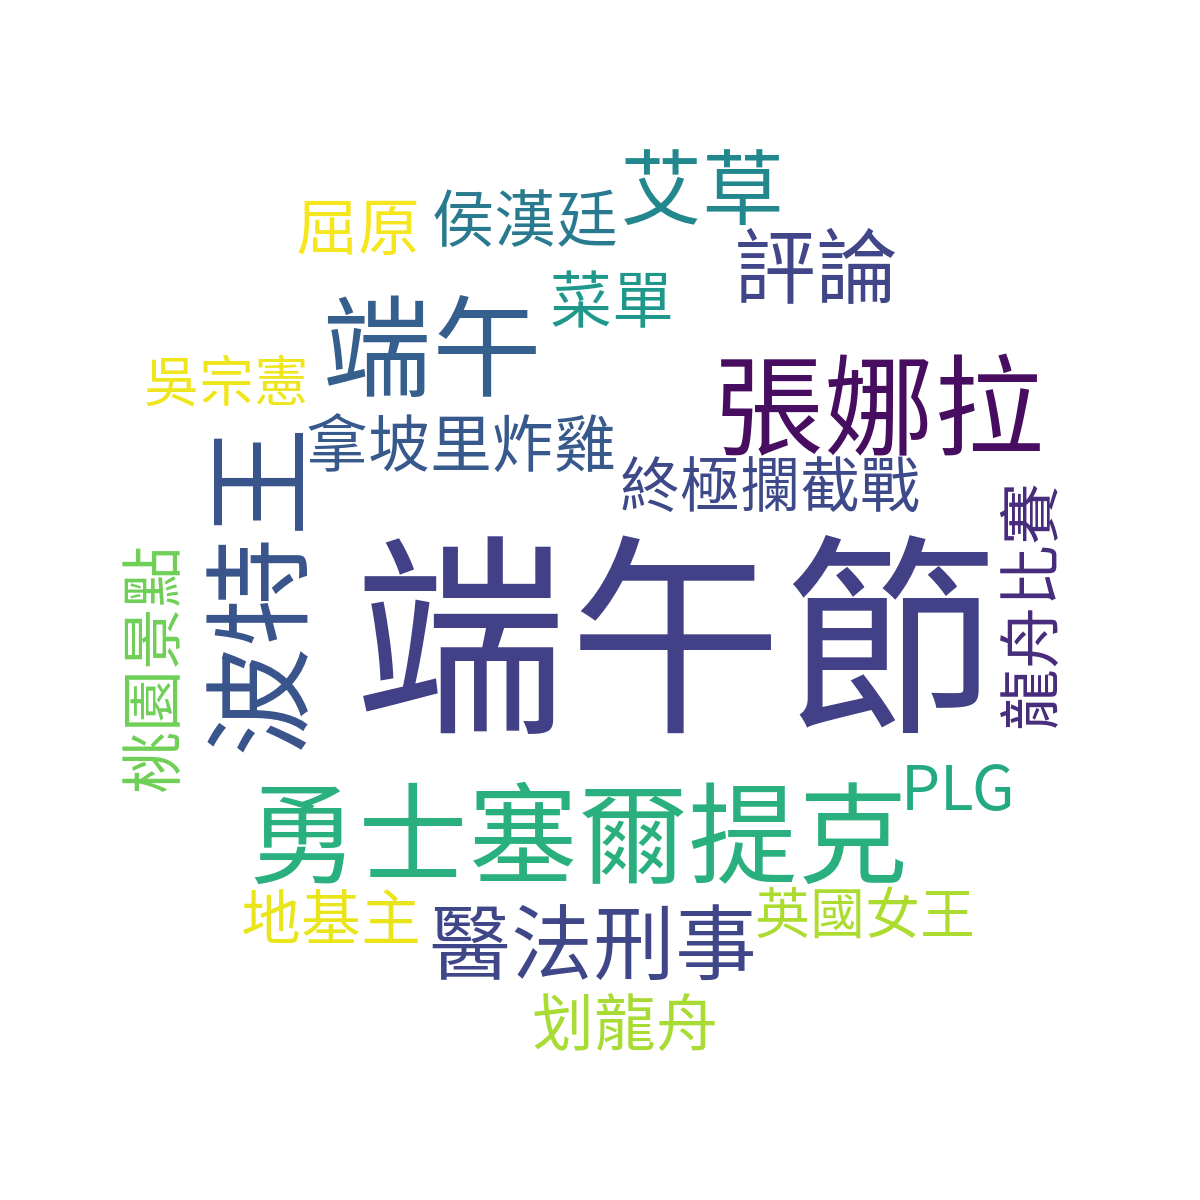 艾草
屈原
侯漢廷
評論
菜單
端午
吳宗憲
張娜拉
拿坡里炸雞
終極攔截戰
波特王
龍舟比賽
端午節
桃園景點
PLG
勇士塞爾提克
地基主
醫法刑事
英國女王
划龍舟